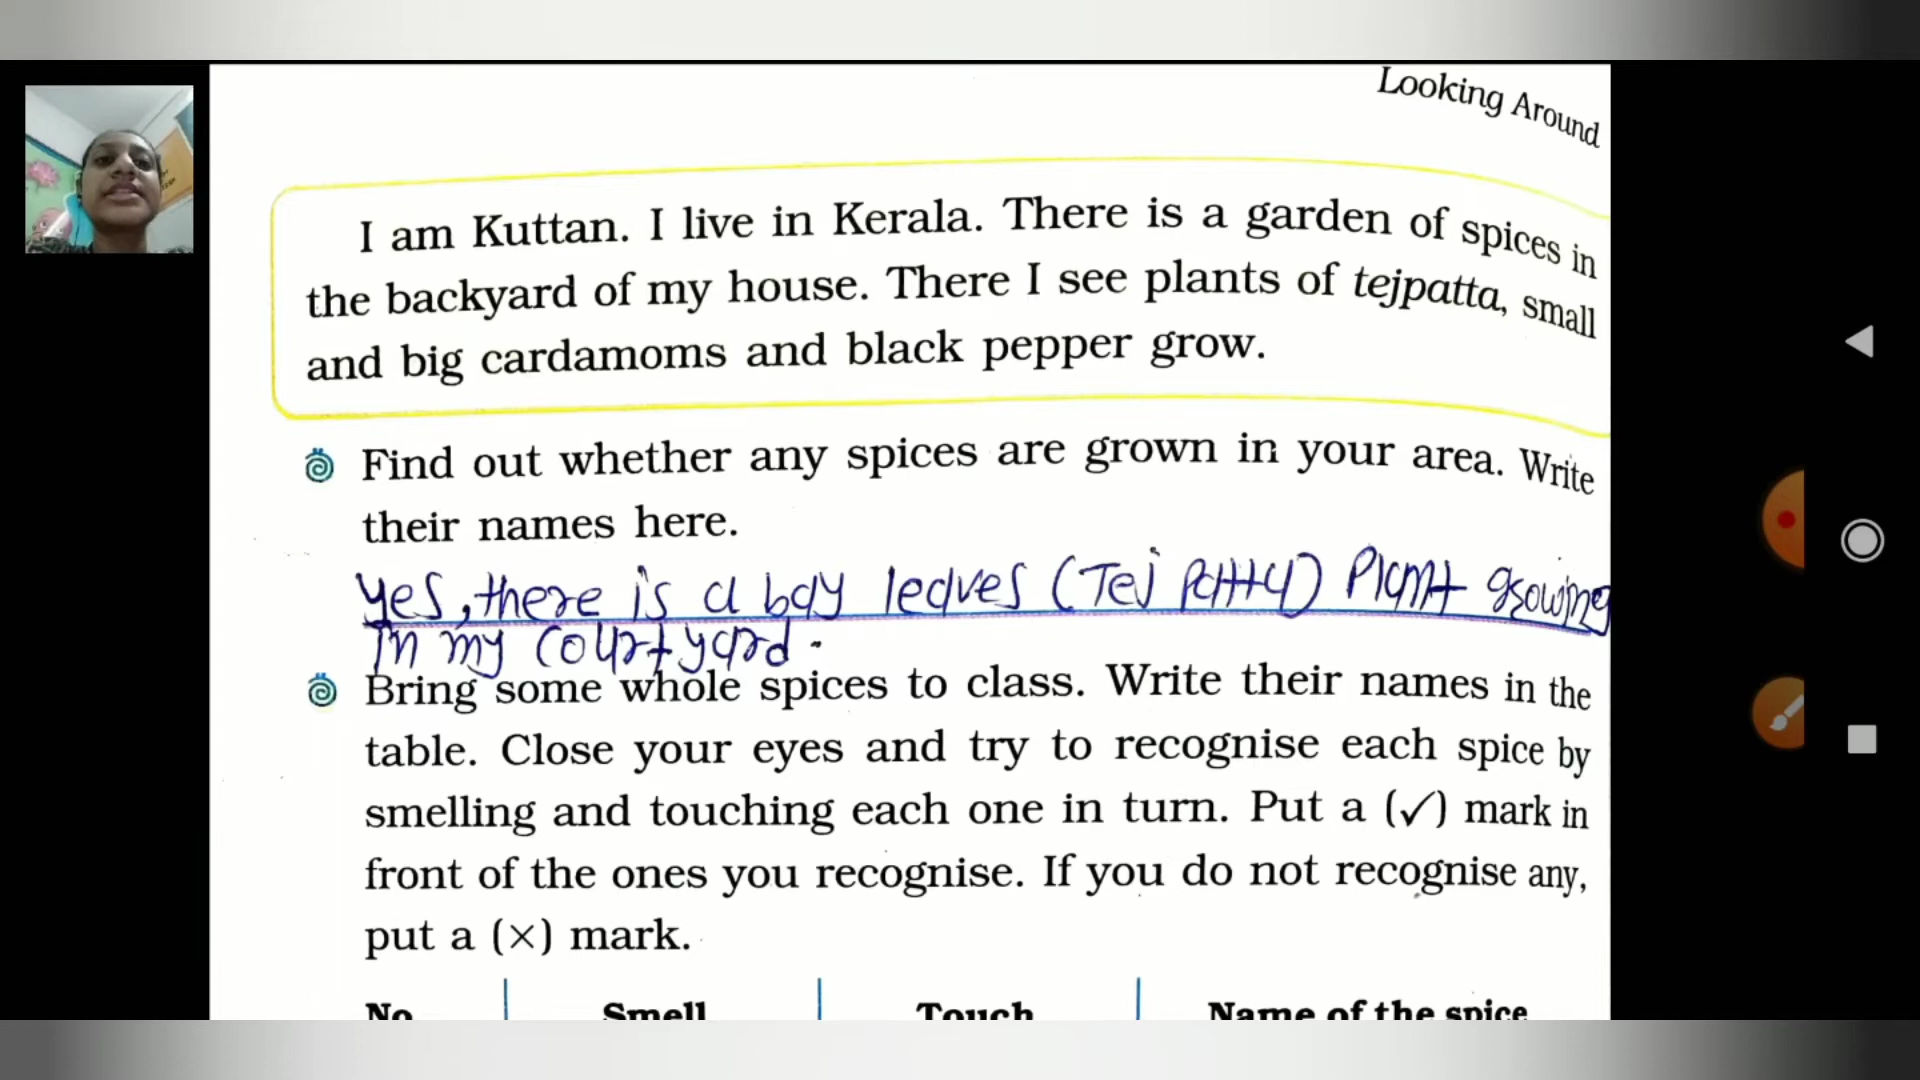 Looking Around
I am Kuttan. I live in Kerala. There is a garden of spices in
the backyard of my house. There I see plants of tejpatta, small
and big cardamoms and black pepper grow.
Find out whether any spices are grown in your area. Write
their names here.
Yes, there is a bay leaves (Tej Patta) Plant growing
In my Courtyard.
Bring some whole spices to class. Write their names in the
table. Close your eyes and try to recognise each spice by
smelling and touching each one in turn. Put a (✓) mark in
front of the ones you recognise. If you do not recognise any,
put a (×) mark.
No. Smell Touch Name of the spice